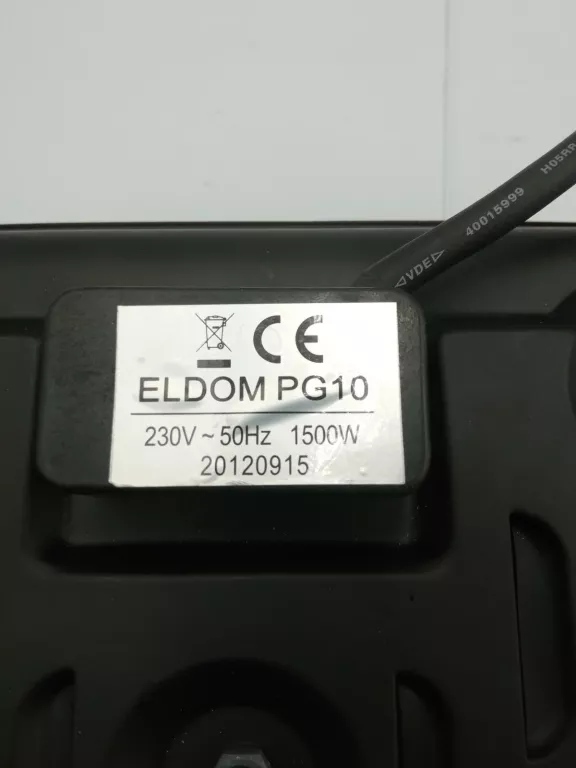 CE
ELDOM PG10
230V ~ 50Hz 1500W
20120915
VDE 40015999 H05RR